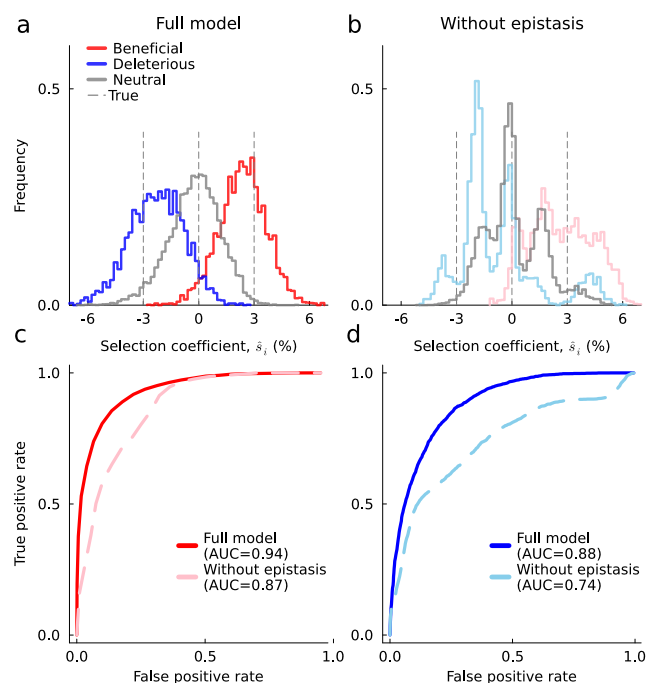 a
Full model
b
Without epistasis
Beneficial
Deleterious
Neutral
True
Frequency
0.5
0.0
-6
-3
0
3
6
Selection coefficient, ŝᵢ (%)
0.5
0.0
-6
-3
0
3
6
Selection coefficient, ŝᵢ (%)
c
d
True positive rate
1.0
0.5
0.0
Full model
(AUC=0.94)
Without epistasis
(AUC=0.87)
0.0
0.5
1.0
False positive rate
1.0
0.5
0.0
Full model
(AUC=0.88)
Without epistasis
(AUC=0.74)
0.0
0.5
1.0
False positive rate